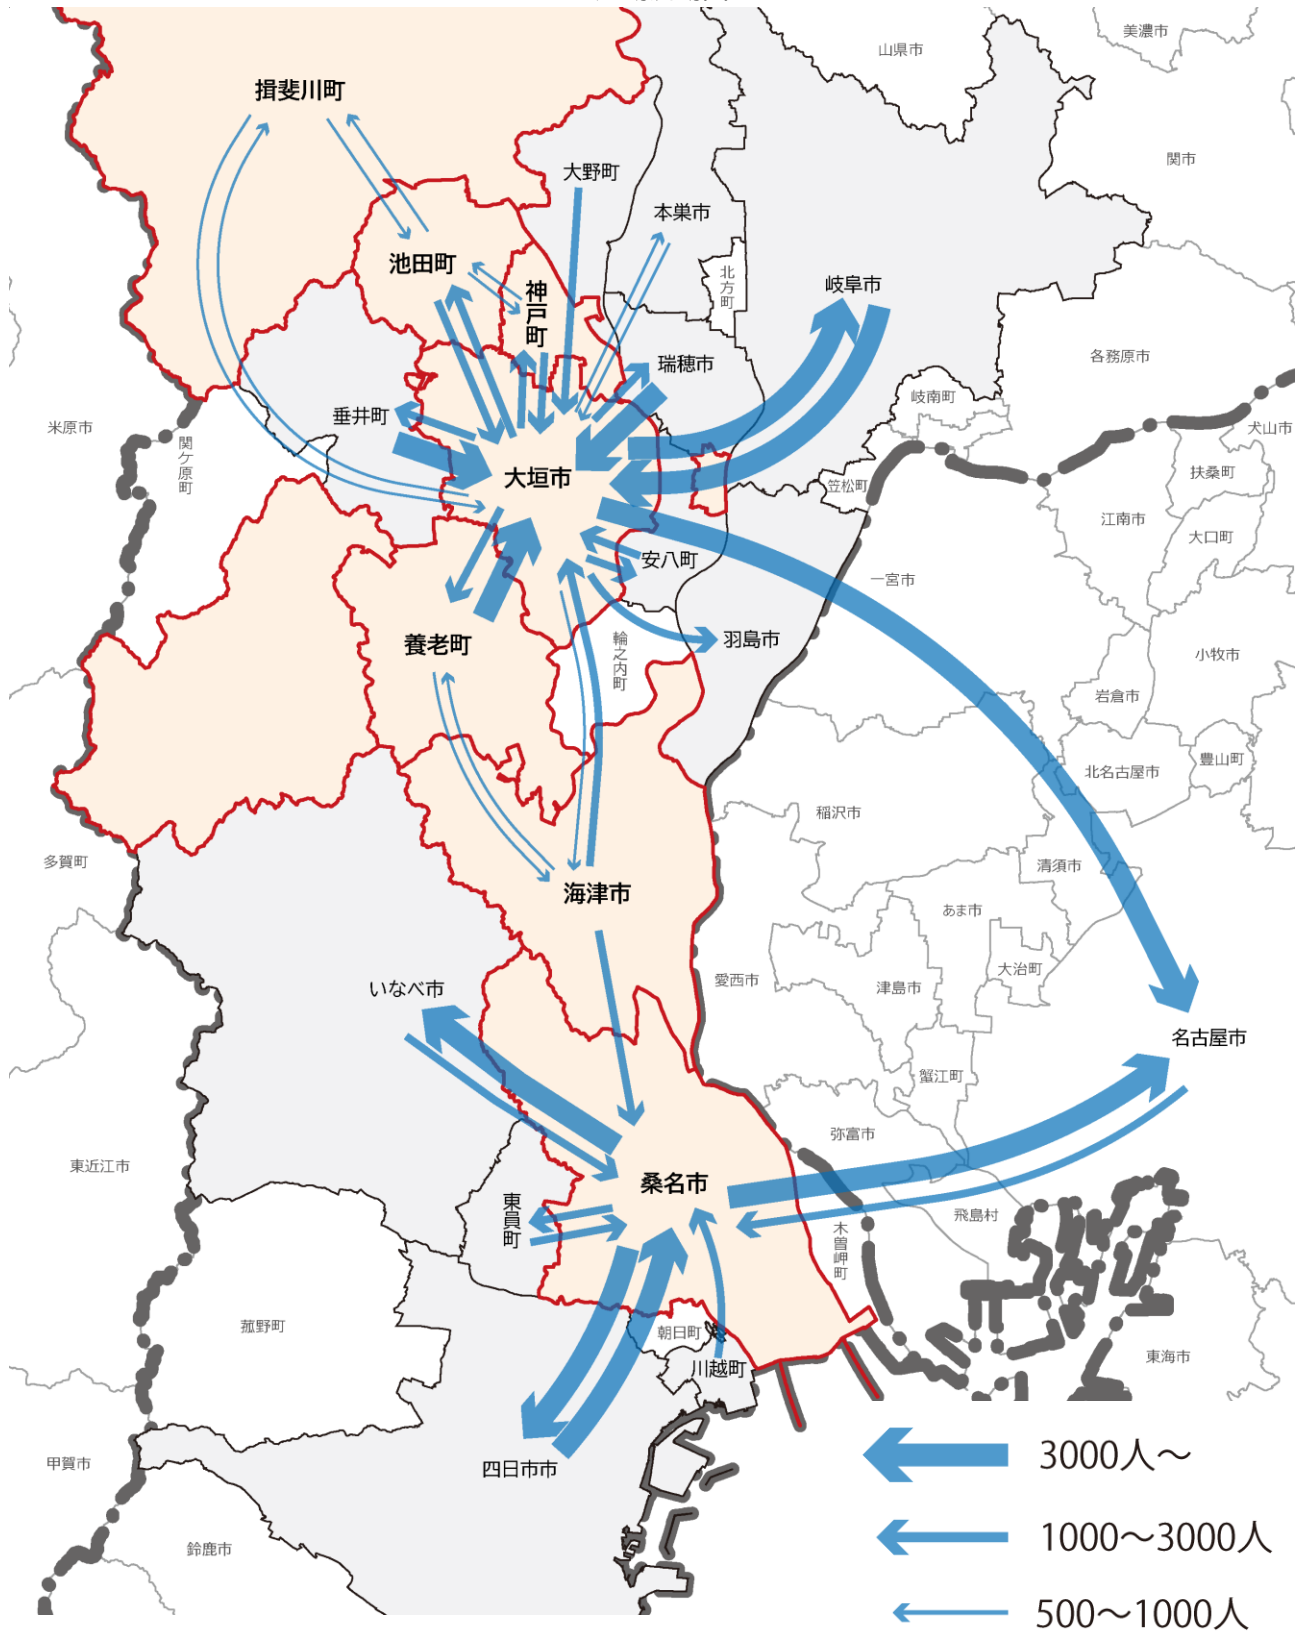 美濃市
山県市
揖斐川町
関市
大野町
本巣市
池田町
北方町
岐阜市
神戸町
各務原市
瑞穂市
岐南町
垂井町
米原市
犬山市
関ケ原町
扶桑町
大垣市
笠松町
江南市
大口町
安八町
一宮市
羽島市
養老町
輪之内町
小牧市
岩倉市
豊山町
北名古屋市
稲沢市
多賀町
清須市
海津市
あま市
大治町
愛西市
津島市
いなべ市
名古屋市
蟹江町
弥富市
東近江市
桑名市
東員町
飛島村
木曽岬町
菰野町
朝日町
東海市
川越町
四日市市
甲賀市
鈴鹿市
3000人～
1000～3000人
500～1000人